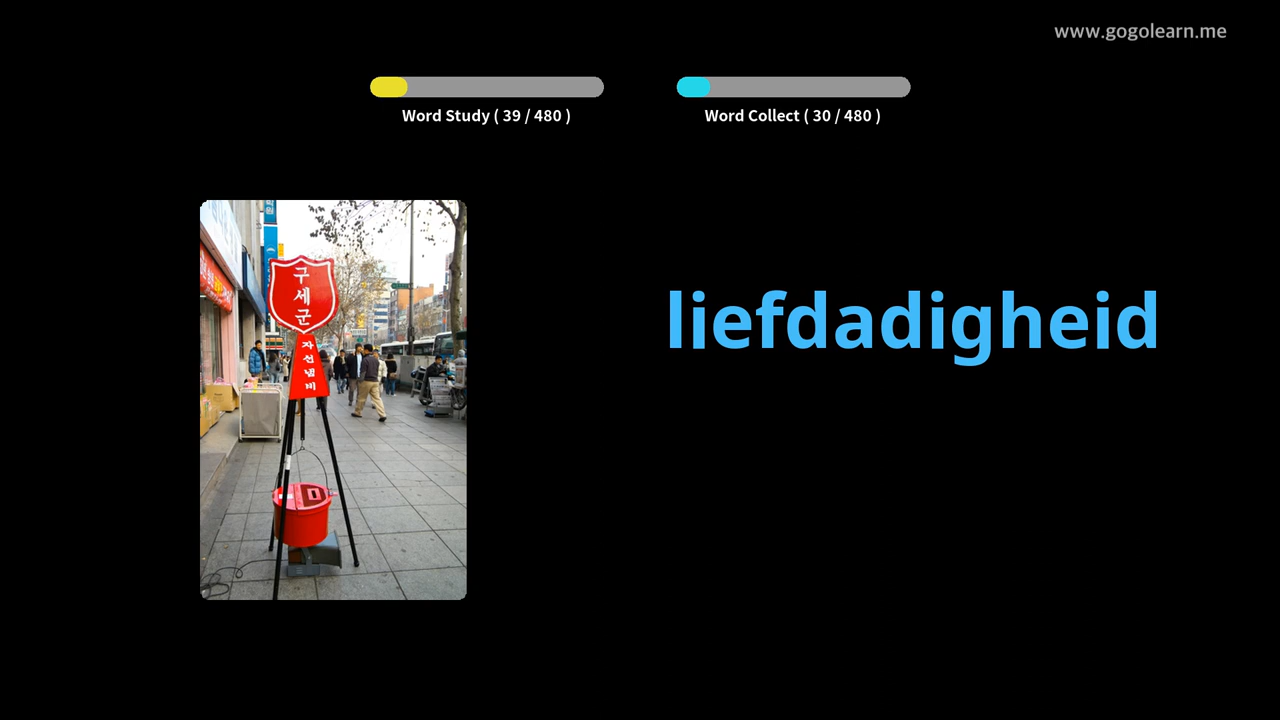 www.gogolearn.me
Word Study ( 39 / 480 )
Word Collect ( 30 / 480 )
liefdadigheid
구
세
군
자
선
냄
비